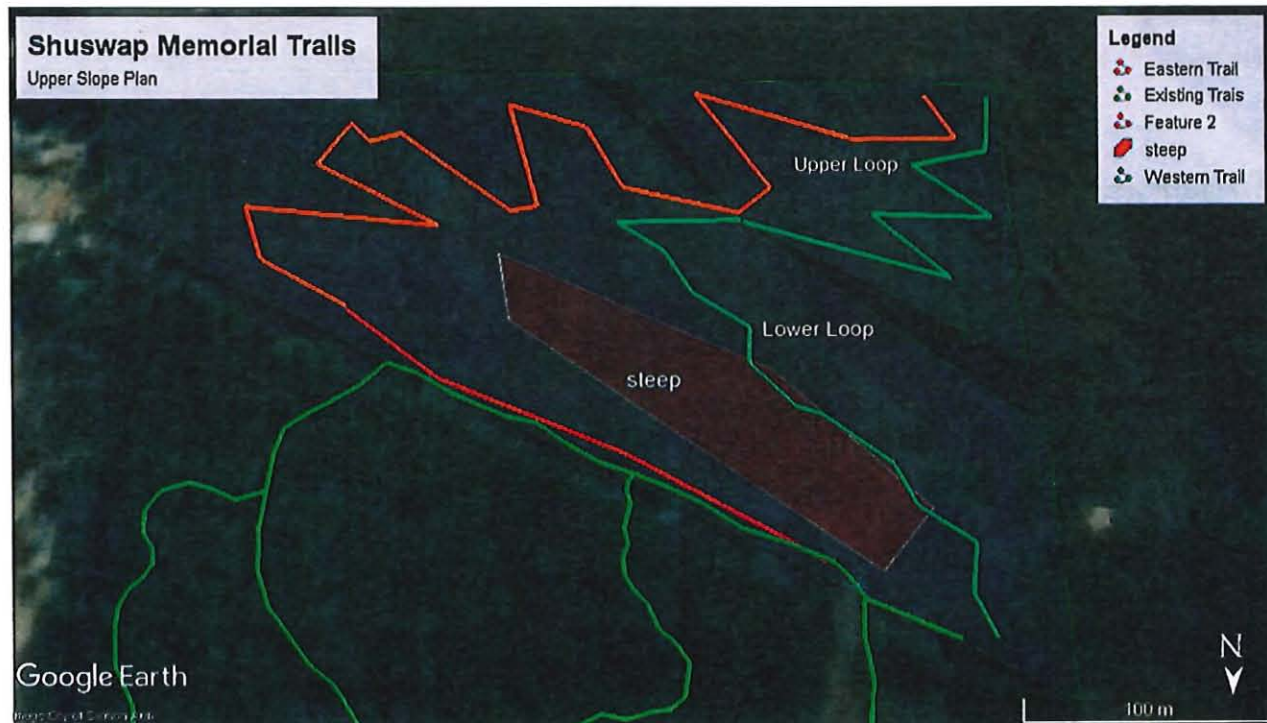 Shuswap Memorial Trails
Upper Slope Plan
Legend
Eastern Trail
Existing Trais
Feature 2
steep
Western Trail
Upper Loop
Lower Loop
steep
N
Google Earth
100 m